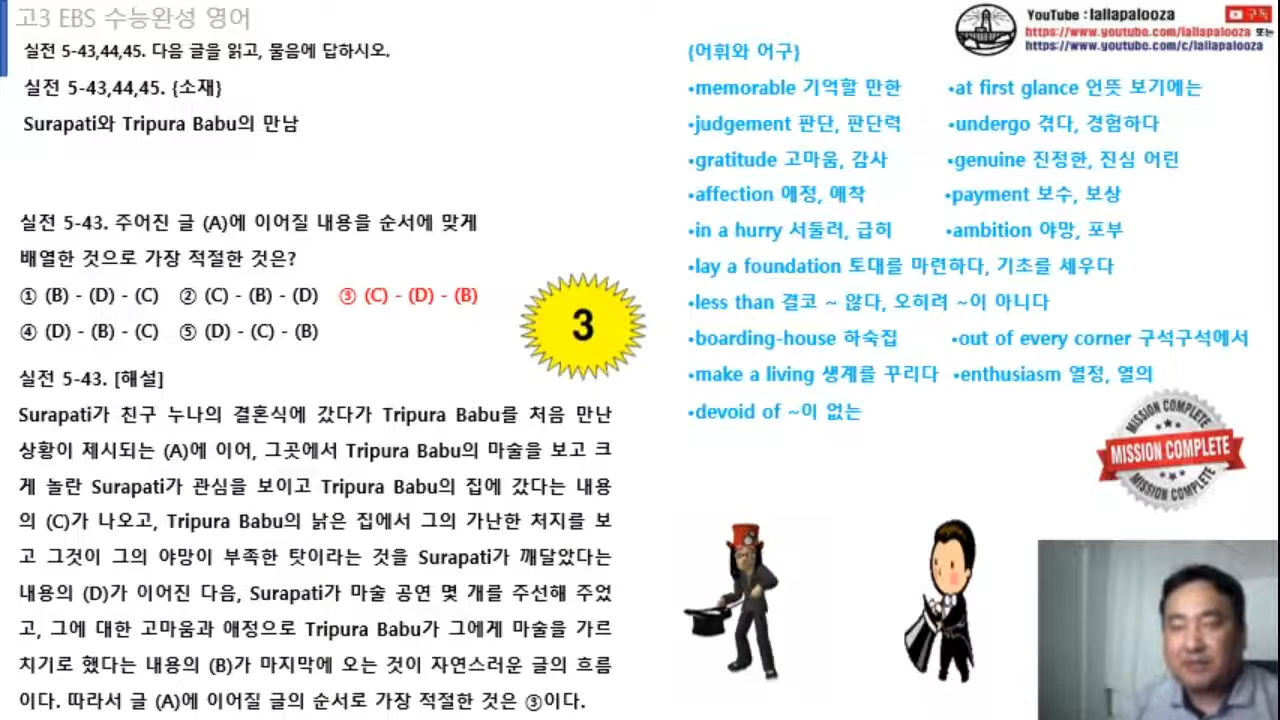 고3 EBS 수능완성 영어
실전 5-43,44,45. 다음 글을 읽고, 물음에 답하시오.
실전 5-43,44,45. {소재}
Surapati와 Tripura Babu의 만남
실전 5-43. 주어진 글 (A)에 이어질 내용을 순서에 맞게
배열한 것으로 가장 적절한 것은?
① (B) - (D) - (C) ② (C) - (B) - (D) ③ (C) - (D) - (B)
④ (D) - (B) - (C) ⑤ (D) - (C) - (B)
3
실전 5-43. [해설]
Surapati가 친구 누나의 결혼식에 갔다가 Tripura Babu를 처음 만난
상황이 제시되는 (A)에 이어, 그곳에서 Tripura Babu의 마술을 보고 크
게 놀란 Surapati가 관심을 보이고 Tripura Babu의 집에 갔다는 내용
의 (C)가 나오고, Tripura Babu의 낡은 집에서 그의 가난한 처지를 보
고 그것이 그의 야망이 부족한 탓이라는 것을 Surapati가 깨달았다는
내용의 (D)가 이어진 다음, Surapati가 마술 공연 몇 개를 주선해 주었
고, 그에 대한 고마움과 애정으로 Tripura Babu가 그에게 마술을 가르
치기로 했다는 내용의 (B)가 마지막에 오는 것이 자연스러운 글의 흐름
이다. 따라서 글 (A)에 이어질 글의 순서로 가장 적절한 것은 ③이다.
YouTube : lallapalooza
구독
https://www.youtube.com/lallapalooza 또는
https://www.youtube.com/c/lallapalooza
{어휘와 어구}
•memorable 기억할 만한 •at first glance 언뜻 보기에는
•judgement 판단, 판단력 •undergo 겪다, 경험하다
•gratitude 고마움, 감사 •genuine 진정한, 진심 어린
•affection 애정, 애착 •payment 보수, 보상
•in a hurry 서둘러, 급히 •ambition 야망, 포부
•lay a foundation 토대를 마련하다, 기초를 세우다
•less than 결코 ~ 않다, 오히려 ~이 아니다
•boarding-house 하숙집 •out of every corner 구석구석에서
•make a living 생계를 꾸리다 •enthusiasm 열정, 열의
•devoid of ~이 없는
MISSION COMPLETE
MISSION COMPLETE
MISSION COMPLETE